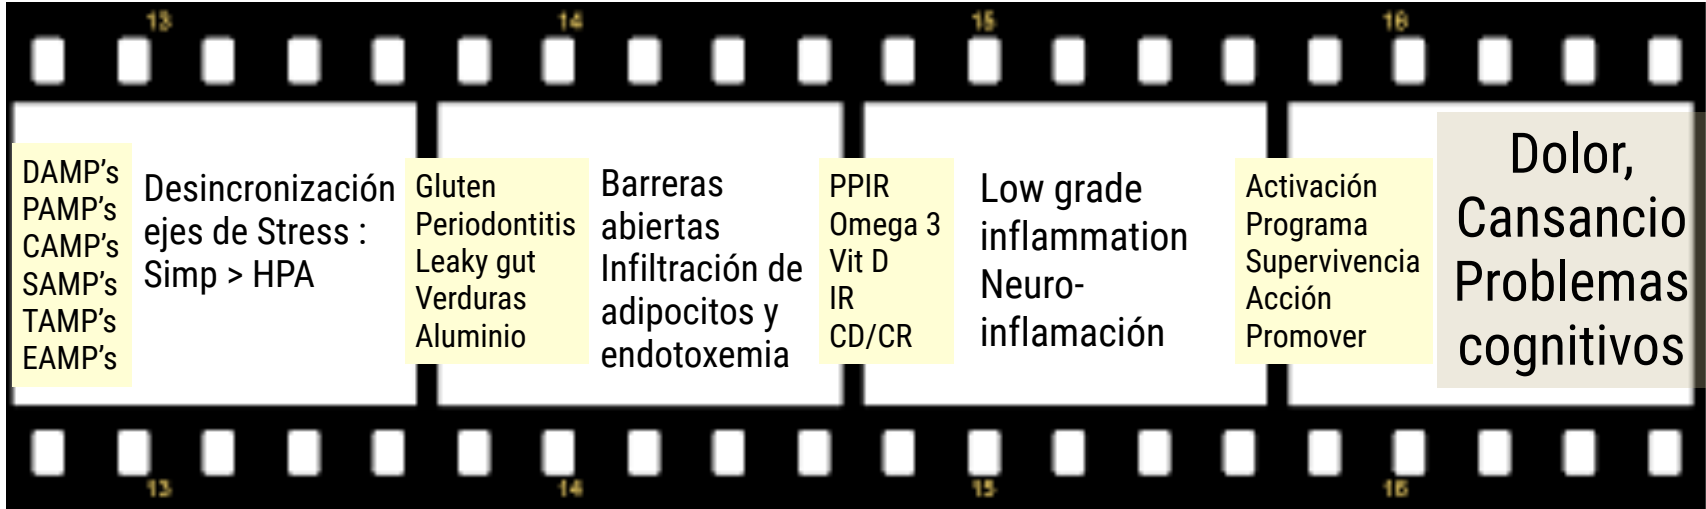 13
14
15
16
DAMP’s
PAMP’s
CAMP’s
SAMP’s
TAMP’s
EAMP’s
Desincronización
ejes de Stress :
Simp > HPA
Gluten
Periodontitis
Leaky gut
Verduras
Aluminio
Barreras
abiertas
Infiltración de
adipocitos y
endotoxemia
PPIR
Omega 3
Vit D
IR
CD/CR
Low grade
inflammation
Neuro-
inflamación
Activación
Programa
Supervivencia
Acción
Promover
Dolor,
Cansancio
Problemas
cognitivos
13
14
15
16